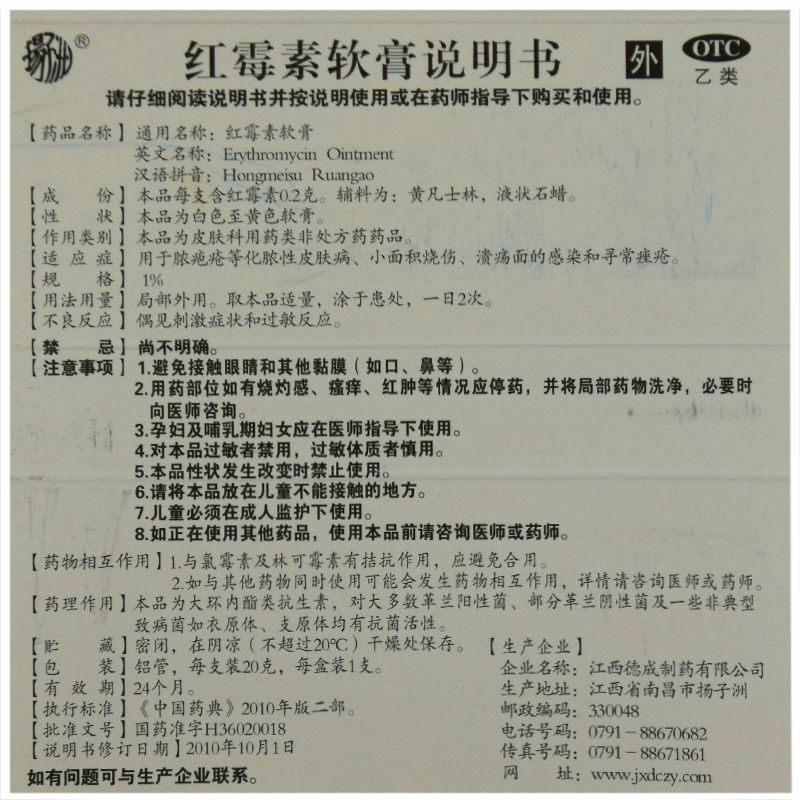 扬子洲®
红霉素软膏说明书
外
OTC
乙类
请仔细阅读说明书并按说明使用或在药师指导下购买和使用。
【药品名称】通用名称：红霉素软膏
英文名称：Erythromycin Ointment
汉语拼音：Hongmeisu Ruangao
【成 份】本品每支含红霉素0.2克。辅料为：黄凡士林，液状石蜡。
【性 状】本品为白色至黄色软膏。
【作用类别】本品为皮肤科用药类非处方药药品。
【适 应 症】用于脓疱疮等化脓性皮肤病、小面积烧伤、溃疡面的感染和寻常痤疮。
【规 格】1%
【用法用量】局部外用。取本品适量，涂于患处，一日2次。
【不良反应】偶见刺激症状和过敏反应。
【禁 忌】尚不明确。
【注意事项】1.避免接触眼睛和其他黏膜（如口、鼻等）。
2.用药部位如有烧灼感、瘙痒、红肿等情况应停药，并将局部药物洗净，必要时
向医师咨询。
3.孕妇及哺乳期妇女应在医师指导下使用。
4.对本品过敏者禁用，过敏体质者慎用。
5.本品性状发生改变时禁止使用。
6.请将本品放在儿童不能接触的地方。
7.儿童必须在成人监护下使用。
8.如正在使用其他药品，使用本品前请咨询医师或药师。
【药物相互作用】1.与氯霉素及林可霉素有拮抗作用，应避免合用。
2.如与其他药物同时使用可能会发生药物相互作用，详情请咨询医师或药师。
【药理作用】本品为大环内酯类抗生素，对大多数革兰阳性菌、部分革兰阴性菌及一些非典型
致病菌如衣原体、支原体均有抗菌活性。
【贮 藏】密闭，在阴凉（不超过20℃）干燥处保存。
【包 装】铝管，每支装20克，每盒装1支。
【有 效 期】24个月。
【执行标准】《中国药典》2010年版二部。
【批准文号】国药准字H36020018
【说明书修订日期】2010年10月1日
如有问题可与生产企业联系。
【生产企业】
企业名称：江西德成制药有限公司
生产地址：江西省南昌市扬子洲
邮政编码：330048
电话号码：0791－88670682
传真号码：0791－88671861
网 址：www.jxdczy.com